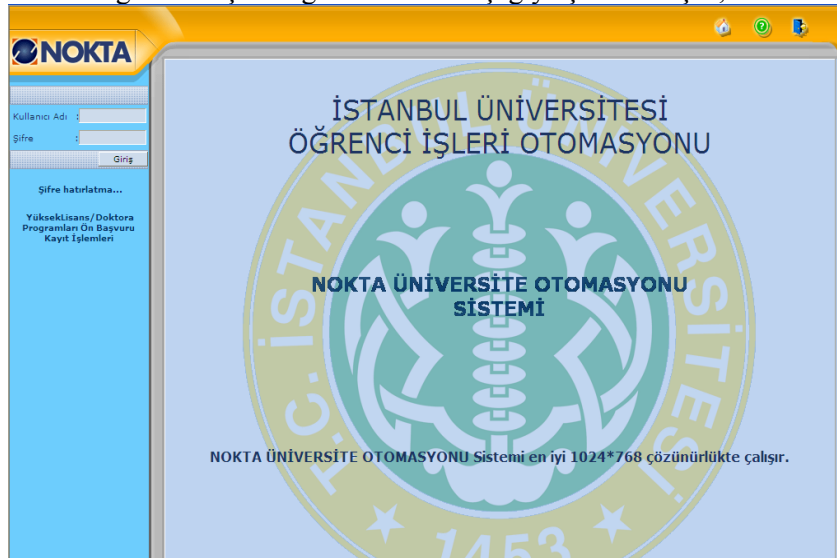 NOKTA
Kullanıcı Adı :
Şifre :
Giriş
Şifre hatırlatma...
YüksekLisans/Doktora
Programları Ön Başvuru
Kayıt İşlemleri
İSTANBUL ÜNİVERSİTESİ
ÖĞRENCİ İŞLERİ OTOMASYONU
NOKTA ÜNİVERSİTE OTOMASYONU
SİSTEMİ
NOKTA ÜNİVERSİTE OTOMASYONU Sistemi en iyi 1024*768 çözünürlükte çalışır.
T.C. İSTANBUL ÜNİVERSİTESİ
1453